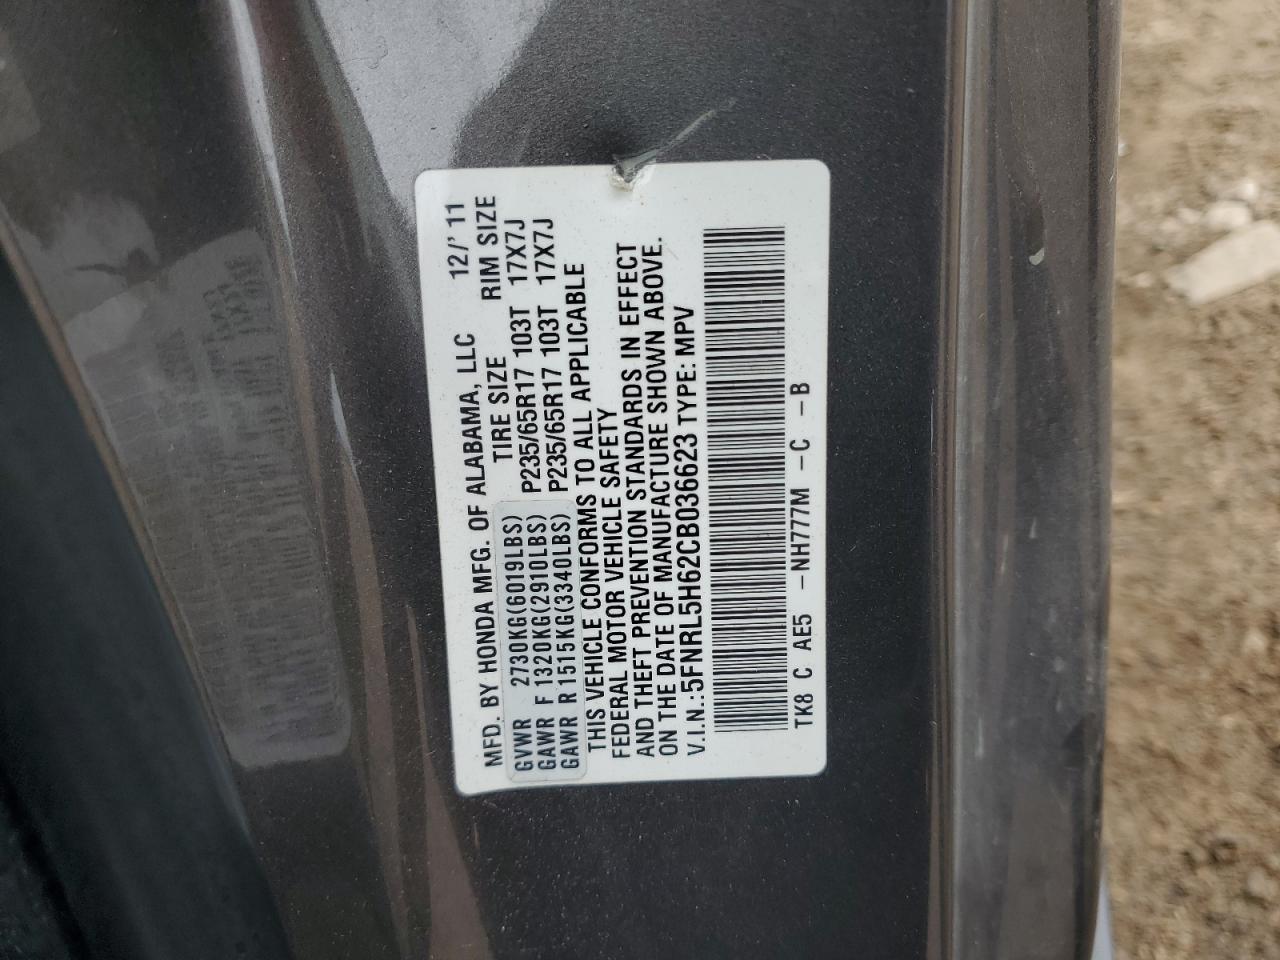 MFD. BY HONDA MFG. OF ALABAMA, LLC 12/'11
TIRE SIZE RIM SIZE
GVWR 2730KG(6019LBS)
GAWR F 1320KG(2910LBS) P235/65R17 103T 17X7J
GAWR R 1515KG(3340LBS) P235/65R17 103T 17X7J
THIS VEHICLE CONFORMS TO ALL APPLICABLE
FEDERAL MOTOR VEHICLE SAFETY
AND THEFT PREVENTION STANDARDS IN EFFECT
ON THE DATE OF MANUFACTURE SHOWN ABOVE.
V.I.N.:5FNRL5H62CB036623 TYPE: MPV
TK8 C AE5 -NH777M -C -B